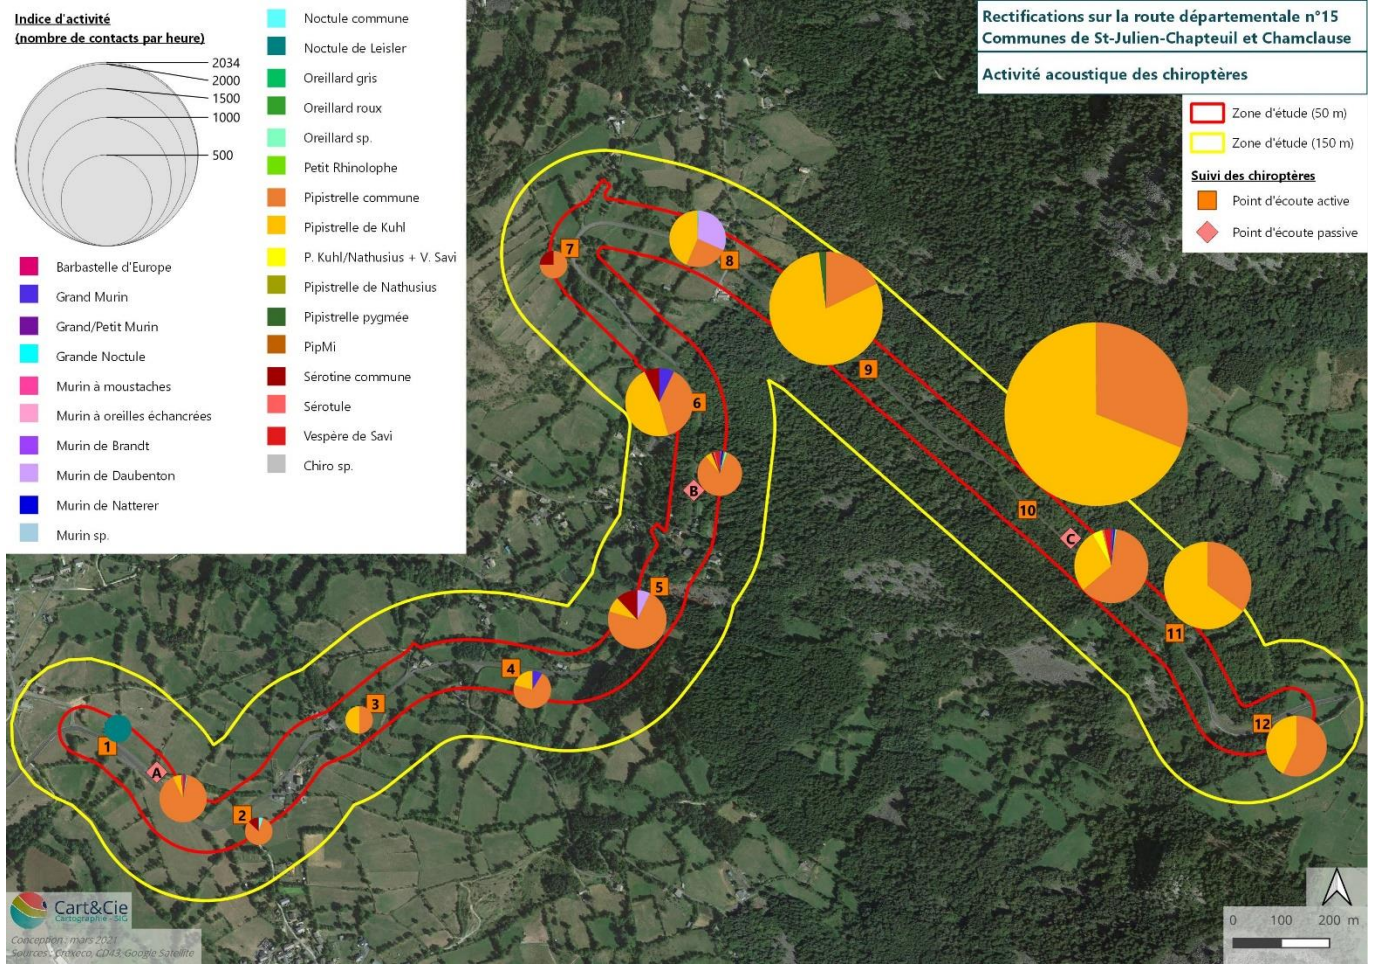 Indice d'activité
(nombre de contacts par heure)
2034
2000
1500
1000
500
Barbastelle d'Europe
Grand Murin
Grand/Petit Murin
Grande Noctule
Murin à moustaches
Murin à oreilles échancrées
Murin de Brandt
Murin de Daubenton
Murin de Natterer
Murin sp.
Noctule commune
Noctule de Leisler
Oreillard gris
Oreillard roux
Oreillard sp.
Petit Rhinolophe
Pipistrelle commune
Pipistrelle de Kuhl
P. Kuhl/Nathusius + V. Savi
Pipistrelle de Nathusius
Pipistrelle pygmée
PipMi
Sérotine commune
Sérotule
Vespère de Savi
Chiro sp.
Rectifications sur la route départementale n°15
Communes de St-Julien-Chapteuil et Chamclause
Activité acoustique des chiroptères
Zone d'étude (50 m)
Zone d'étude (150 m)
Suivi des chiroptères
Point d'écoute active
Point d'écoute passive
7
8
9
6
B
10
C
5
11
4
3
12
1
A
2
Cart&Cie
Cartographie - SIG
Conception : mars 2021
Sources : Crexeco, CD43, Google Satellite
0 100 200 m